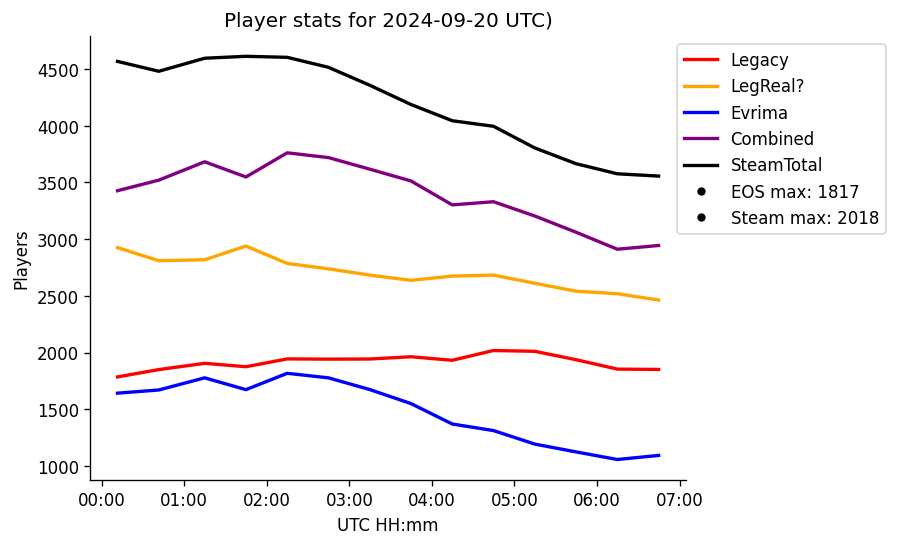 Player stats for 2024-09-20 UTC)
4500
4000
3500
3000
2500
2000
1500
1000
Players
00:00 01:00 02:00 03:00 04:00 05:00 06:00 07:00
UTC HH:mm
Legacy
LegReal?
Evrima
Combined
SteamTotal
EOS max: 1817
Steam max: 2018